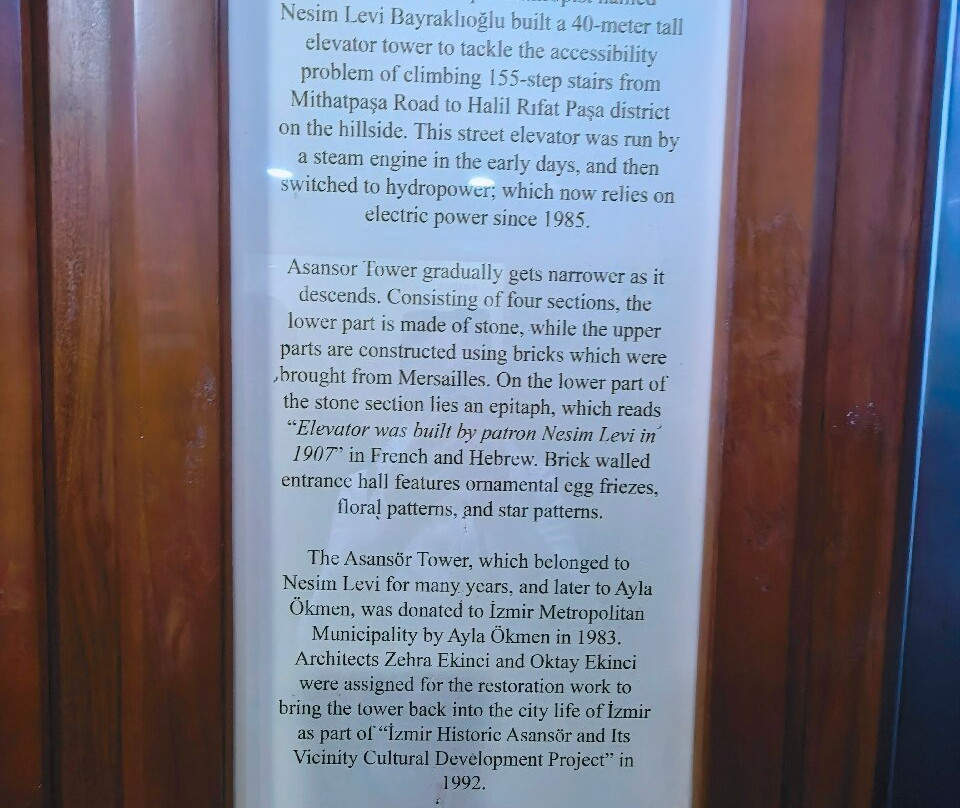 named
Nesim Levi Bayraklıoğlu built a 40-meter tall
elevator tower to tackle the accessibility
problem of climbing 155-step stairs from
Mithatpaşa Road to Halil Rıfat Paşa district
on the hillside. This street elevator was run by
a steam engine in the early days, and then
switched to hydropower; which now relies on
electric power since 1985.
Asansor Tower gradually gets narrower as it
descends. Consisting of four sections, the
lower part is made of stone, while the upper
parts are constructed using bricks which were
brought from Mersailles. On the lower part of
the stone section lies an epitaph, which reads
“Elevator was built by patron Nesim Levi in
1907” in French and Hebrew. Brick walled
entrance hall features ornamental egg friezes,
floral patterns, and star patterns.
The Asansör Tower, which belonged to
Nesim Levi for many years, and later to Ayla
Ökmen, was donated to İzmir Metropolitan
Municipality by Ayla Ökmen in 1983.
Architects Zehra Ekinci and Oktay Ekinci
were assigned for the restoration work to
bring the tower back into the city life of İzmir
as part of “İzmir Historic Asansör and Its
Vicinity Cultural Development Project” in
1992.